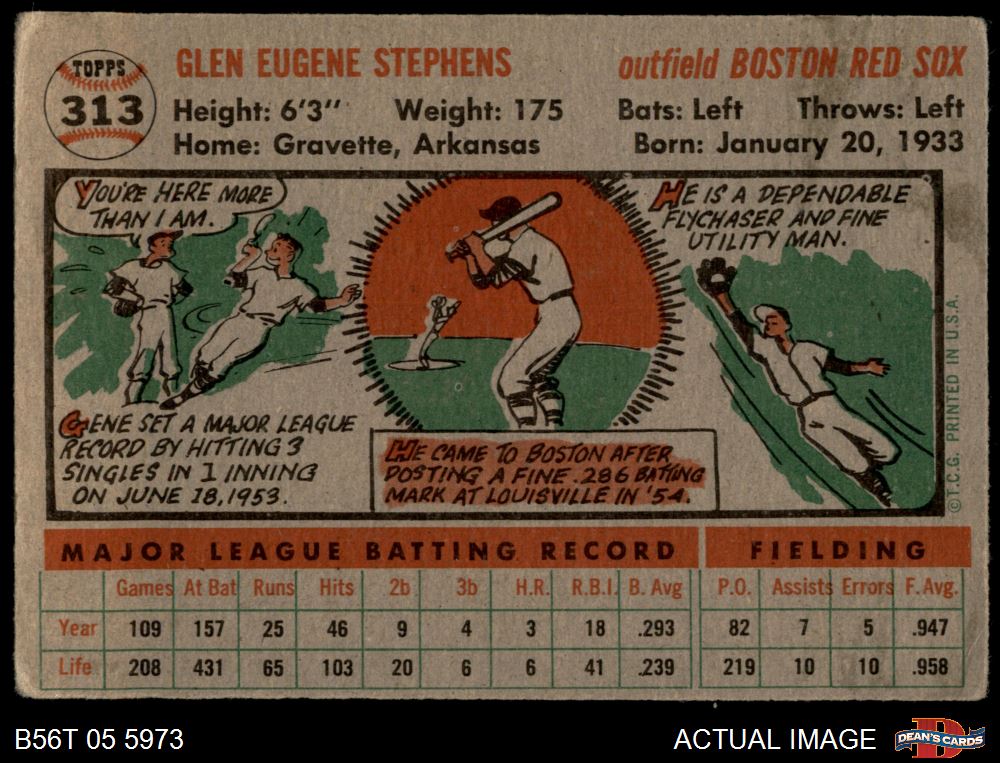 TOPPS
313
GLEN EUGENE STEPHENS
outfield BOSTON RED SOX
Height: 6'3" Weight: 175 Bats: Left Throws: Left
Home: Gravette, Arkansas Born: January 20, 1933
YOU'RE HERE MORE
THAN I AM.
GENE SET A MAJOR LEAGUE
RECORD BY HITTING 3
SINGLES IN 1 INNING
ON JUNE 18, 1953.
HE CAME TO BOSTON AFTER
POSTING A FINE .286 BATTING
MARK AT LOUISVILLE IN '54.
HE IS A DEPENDABLE
FLYCHASER AND FINE
UTILITY MAN.
© T.C.G. PRINTED IN U.S.A.
MAJOR LEAGUE BATTING RECORD FIELDING
Games At Bat Runs Hits 2b 3b H.R. R.B.I. B. Avg P.O. Assists Errors F. Avg.
Year 109 157 25 46 9 4 3 18 .293 82 7 5 .947
Life 208 431 65 103 20 6 6 41 .239 219 10 10 .958
B56T 05 5973
ACTUAL IMAGE
DEAN'S CARDS